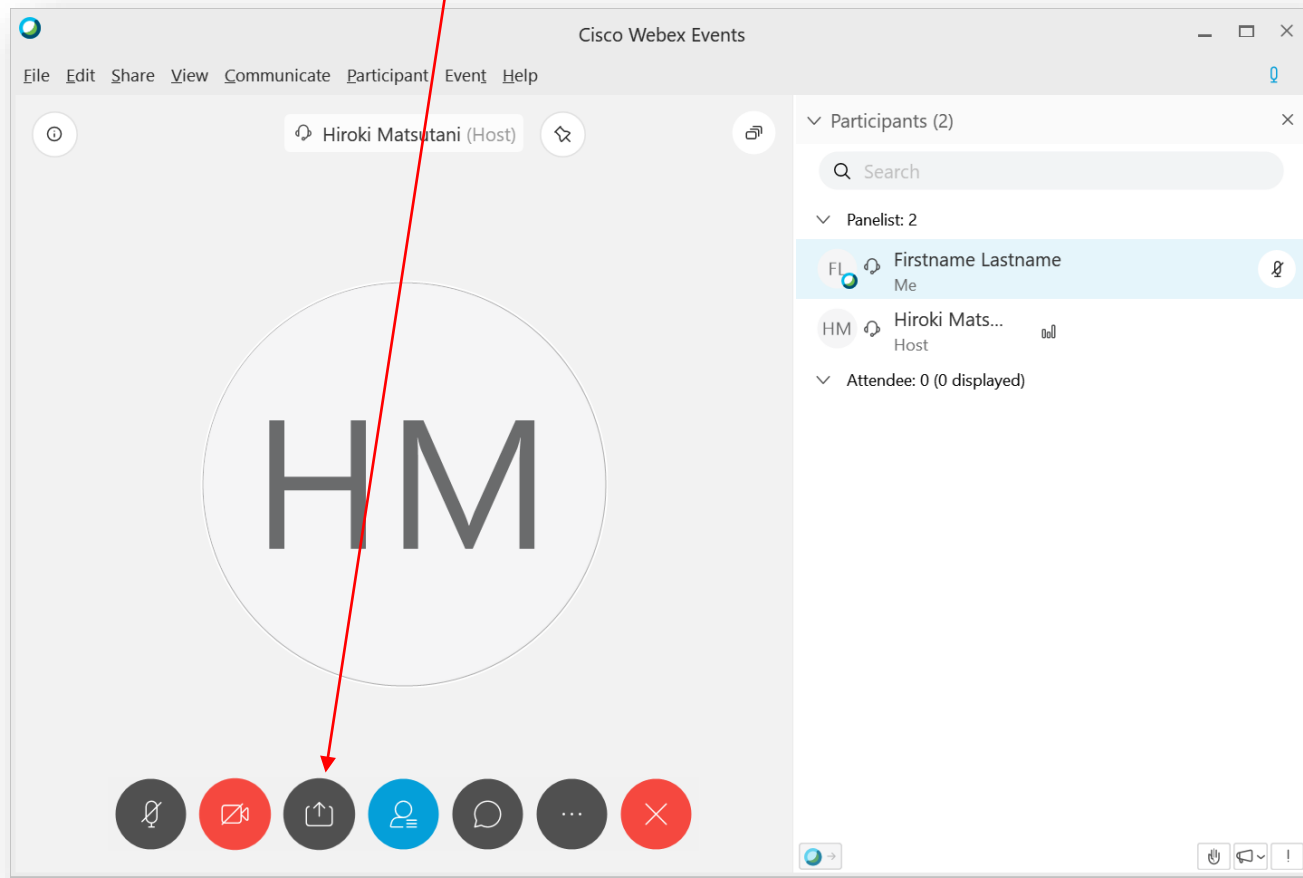 Cisco Webex Events
File Edit Share View Communicate Participant Event Help
Hiroki Matsutani (Host)
Participants (2)
Search
Panelist: 2
FL
Firstname Lastname
Me
HM
Hiroki Mats...
Host
Attendee: 0 (0 displayed)
HM